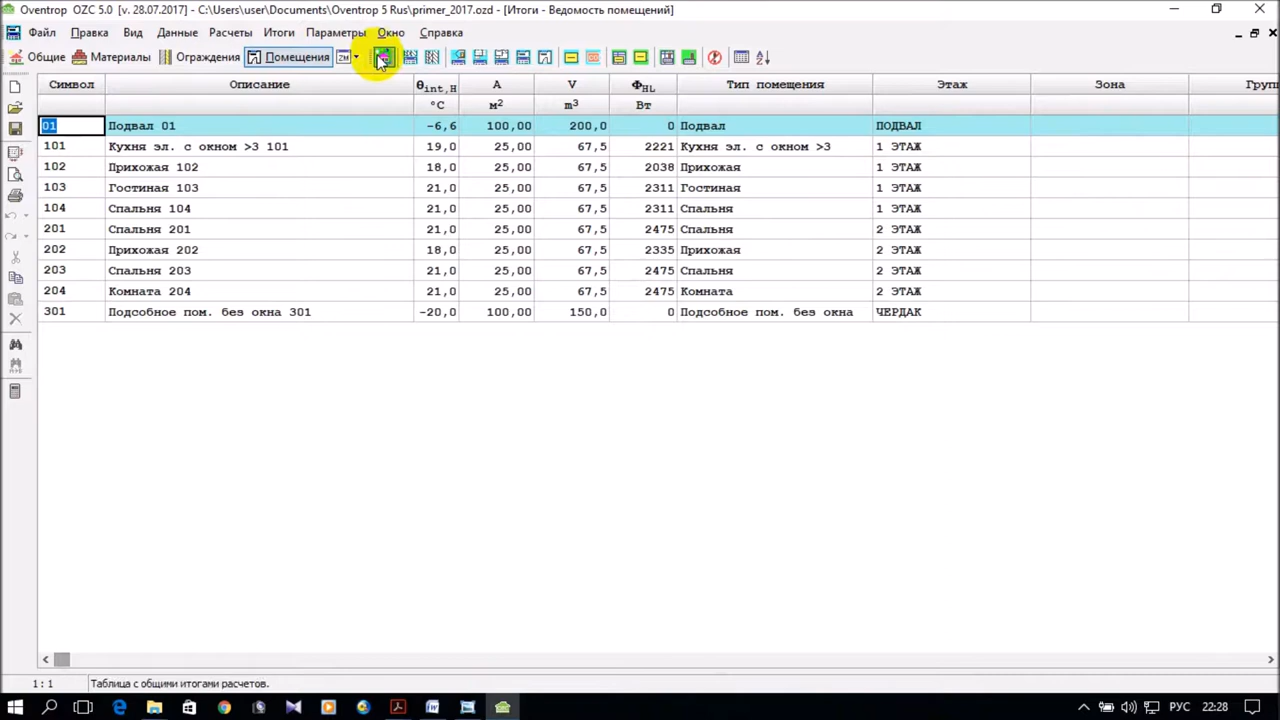 Oventrop OZC 5.0 [v. 28.07.2017] - C:\Users\user\Documents\Oventrop 5 Rus\primer_2017.ozd - [Итоги - Ведомость помещений]
Файл Правка Вид Данные Расчеты Итоги Параметры Окно Справка
Общие Материалы Ограждения Помещения
Символ Описание θint,H A V ΦHL Тип помещения Этаж Зона Групп
°C м2 m3 Вт
01 Подвал 01 -6,6 100,00 200,0 0 Подвал ПОДВАЛ
101 Кухня эл. с окном >3 101 19,0 25,00 67,5 2221 Кухня эл. с окном >3 1 ЭТАЖ
102 Прихожая 102 18,0 25,00 67,5 2038 Прихожая 1 ЭТАЖ
103 Гостиная 103 21,0 25,00 67,5 2311 Гостиная 1 ЭТАЖ
104 Спальня 104 21,0 25,00 67,5 2311 Спальня 1 ЭТАЖ
201 Спальня 201 21,0 25,00 67,5 2475 Спальня 2 ЭТАЖ
202 Прихожая 202 18,0 25,00 67,5 2335 Прихожая 2 ЭТАЖ
203 Спальня 203 21,0 25,00 67,5 2475 Спальня 2 ЭТАЖ
204 Комната 204 21,0 25,00 67,5 2475 Комната 2 ЭТАЖ
301 Подсобное пом. без окна 301 -20,0 100,00 150,0 0 Подсобное пом. без окна ЧЕРДАК
1 : 1 Таблица с общими итогами расчетов.
РУС 22:28